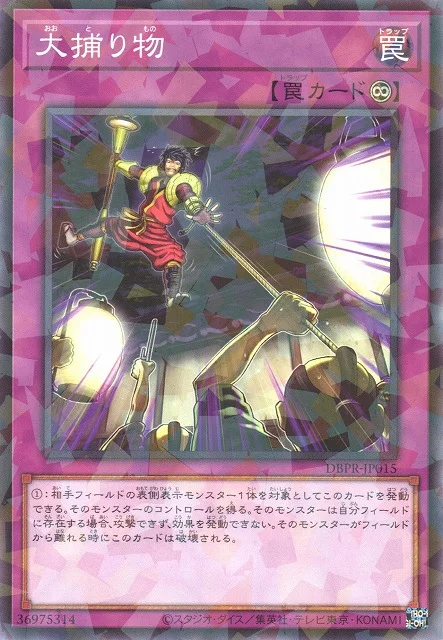 おお と もの
大捕り物
トラップ
罠
トラップ
【罠カード】
DBPR-JP015
①:相手フィールドの表側表示モンスター1体を対象としてこのカードを発動
できる。そのモンスターのコントロールを得る。そのモンスターは自分フィールド
に存在する場合、攻撃できず、効果を発動できない。そのモンスターがフィールド
から離れる時にこのカードは破壊される。
36975314
©スタジオ・ダイス/集英社・テレビ東京・KONAMI